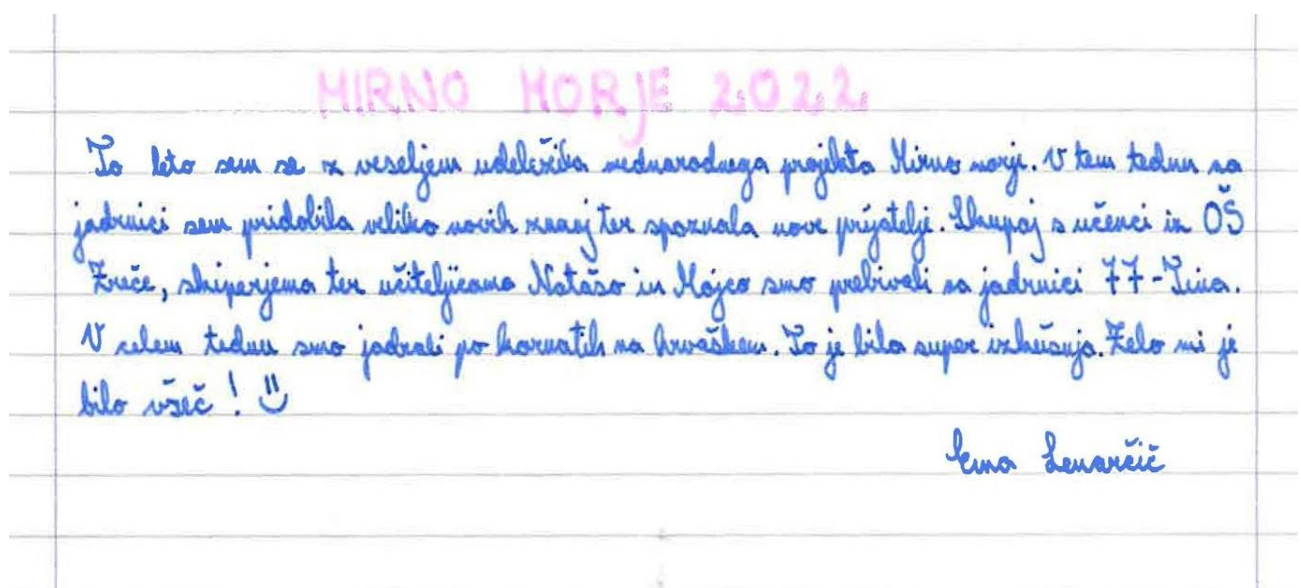 MIRNO MORJE 2022
To leto sem se z veseljem udeležila mednarodnega projekta Mirno morje. V tem tednu na
jadrnici sem pridobila veliko novih znanj ter spoznala nove prijatelje. Skupaj s učenci iz OŠ
Zreče, skiperjema ter učiteljicama Natašo in Mojco smo prebivali na jadrnici 77-Tina.
V celem tednu smo jadrali po kornatih na hrvaškem. To je bila super izkušnja. Zelo mi je
bilo všeč! :)
Ema Lenarčič